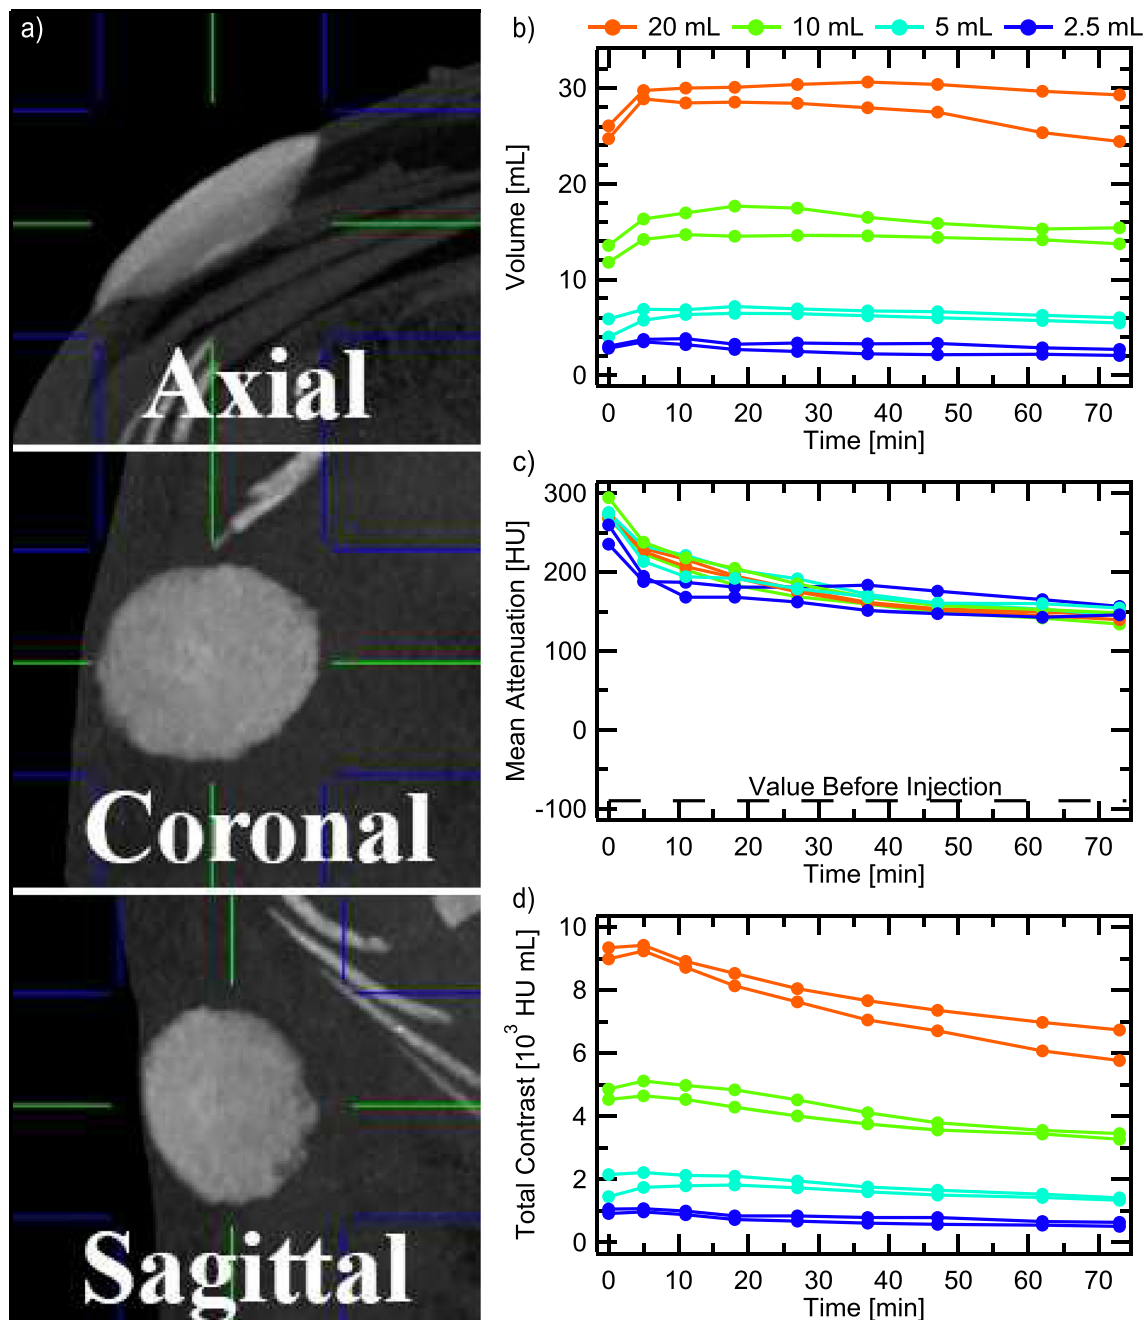 a)
Axial
Coronal
Sagittal
b)
20 mL 10 mL 5 mL 2.5 mL
Volume [mL]
30
20
10
0
0 10 20 30 40 50 60 70
Time [min]
c)
Mean Attenuation [HU]
300
200
100
0
-100
Value Before Injection
0 10 20 30 40 50 60 70
Time [min]
d)
Total Contrast [10³ HU mL]
10
8
6
4
2
0
0 10 20 30 40 50 60 70
Time [min]